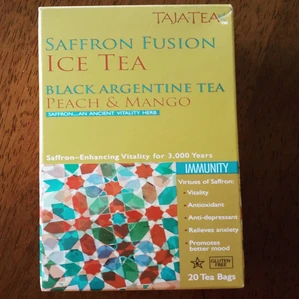 TAJATEA
SAFFRON FUSION
ICE TEA
BLACK ARGENTINE TEA
PEACH & MANGO
SAFFRON...AN ANCIENT VITALITY HERB
Saffron-Enhancing Vitality for 3,000 Years
IMMUNITY
Virtues of Saffron:
· Vitality
· Antioxidant
· Anti-depressant
· Relieves anxiety
· Promotes
better mood
GLUTEN
FREE
20 Tea Bags